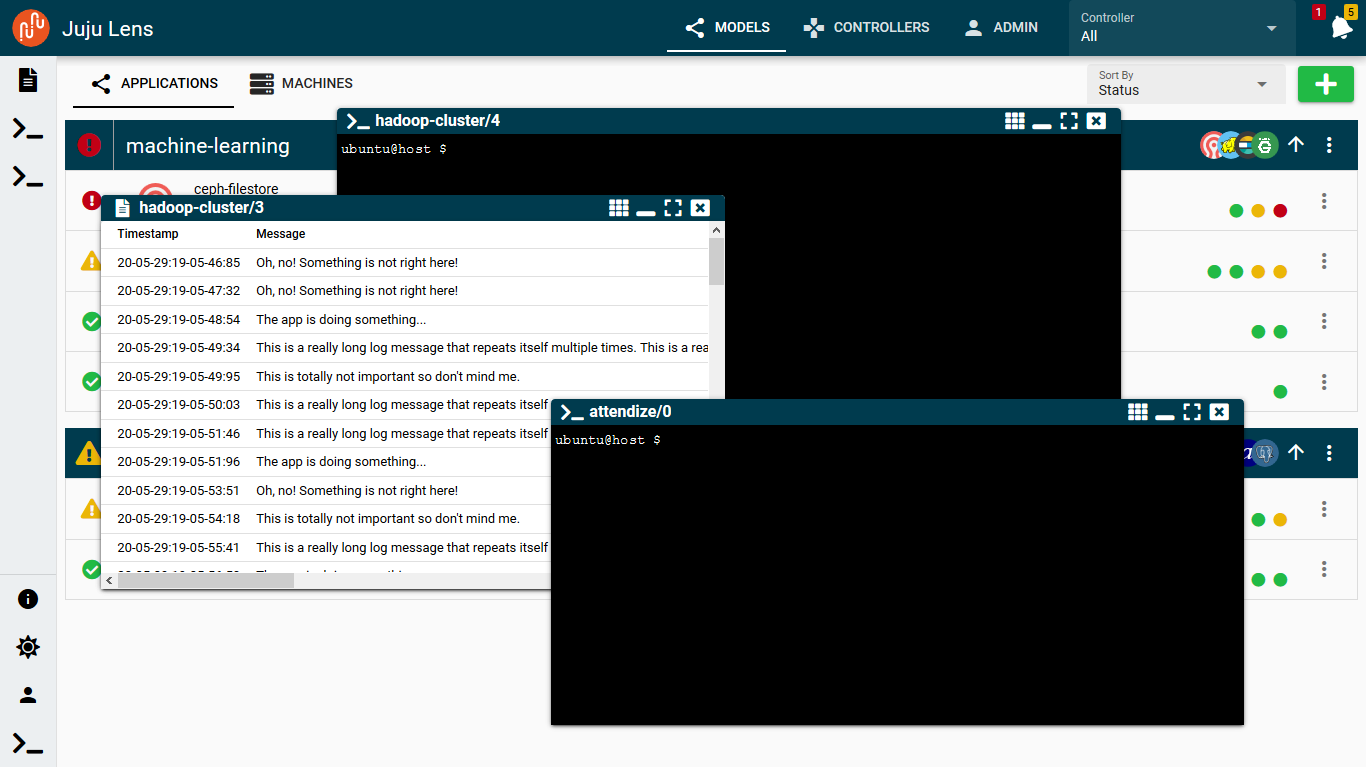 Juju Lens
MODELS
CONTROLLERS
ADMIN
Controller
All
1
5
APPLICATIONS
MACHINES
Sort By
Status
machine-learning
hadoop-cluster/4
ubuntu@host $
ceph-filestore
hadoop-cluster/3
Timestamp Message
20-05-29:19-05-46:85 Oh, no! Something is not right here!
20-05-29:19-05-47:32 Oh, no! Something is not right here!
20-05-29:19-05-48:54 The app is doing something...
20-05-29:19-05-49:34 This is a really long log message that repeats itself multiple times. This is a rea
20-05-29:19-05-49:95 This is totally not important so don't mind me.
20-05-29:19-05-50:03 This is a really long log message that repeats itself
20-05-29:19-05-51:46 This is a really long log message that repeats itself
20-05-29:19-05-51:96 The app is doing something...
20-05-29:19-05-53:51 Oh, no! Something is not right here!
20-05-29:19-05-54:18 This is totally not important so don't mind me.
20-05-29:19-05-55:41 This is a really long log message that repeats itself
attendize/0
ubuntu@host $